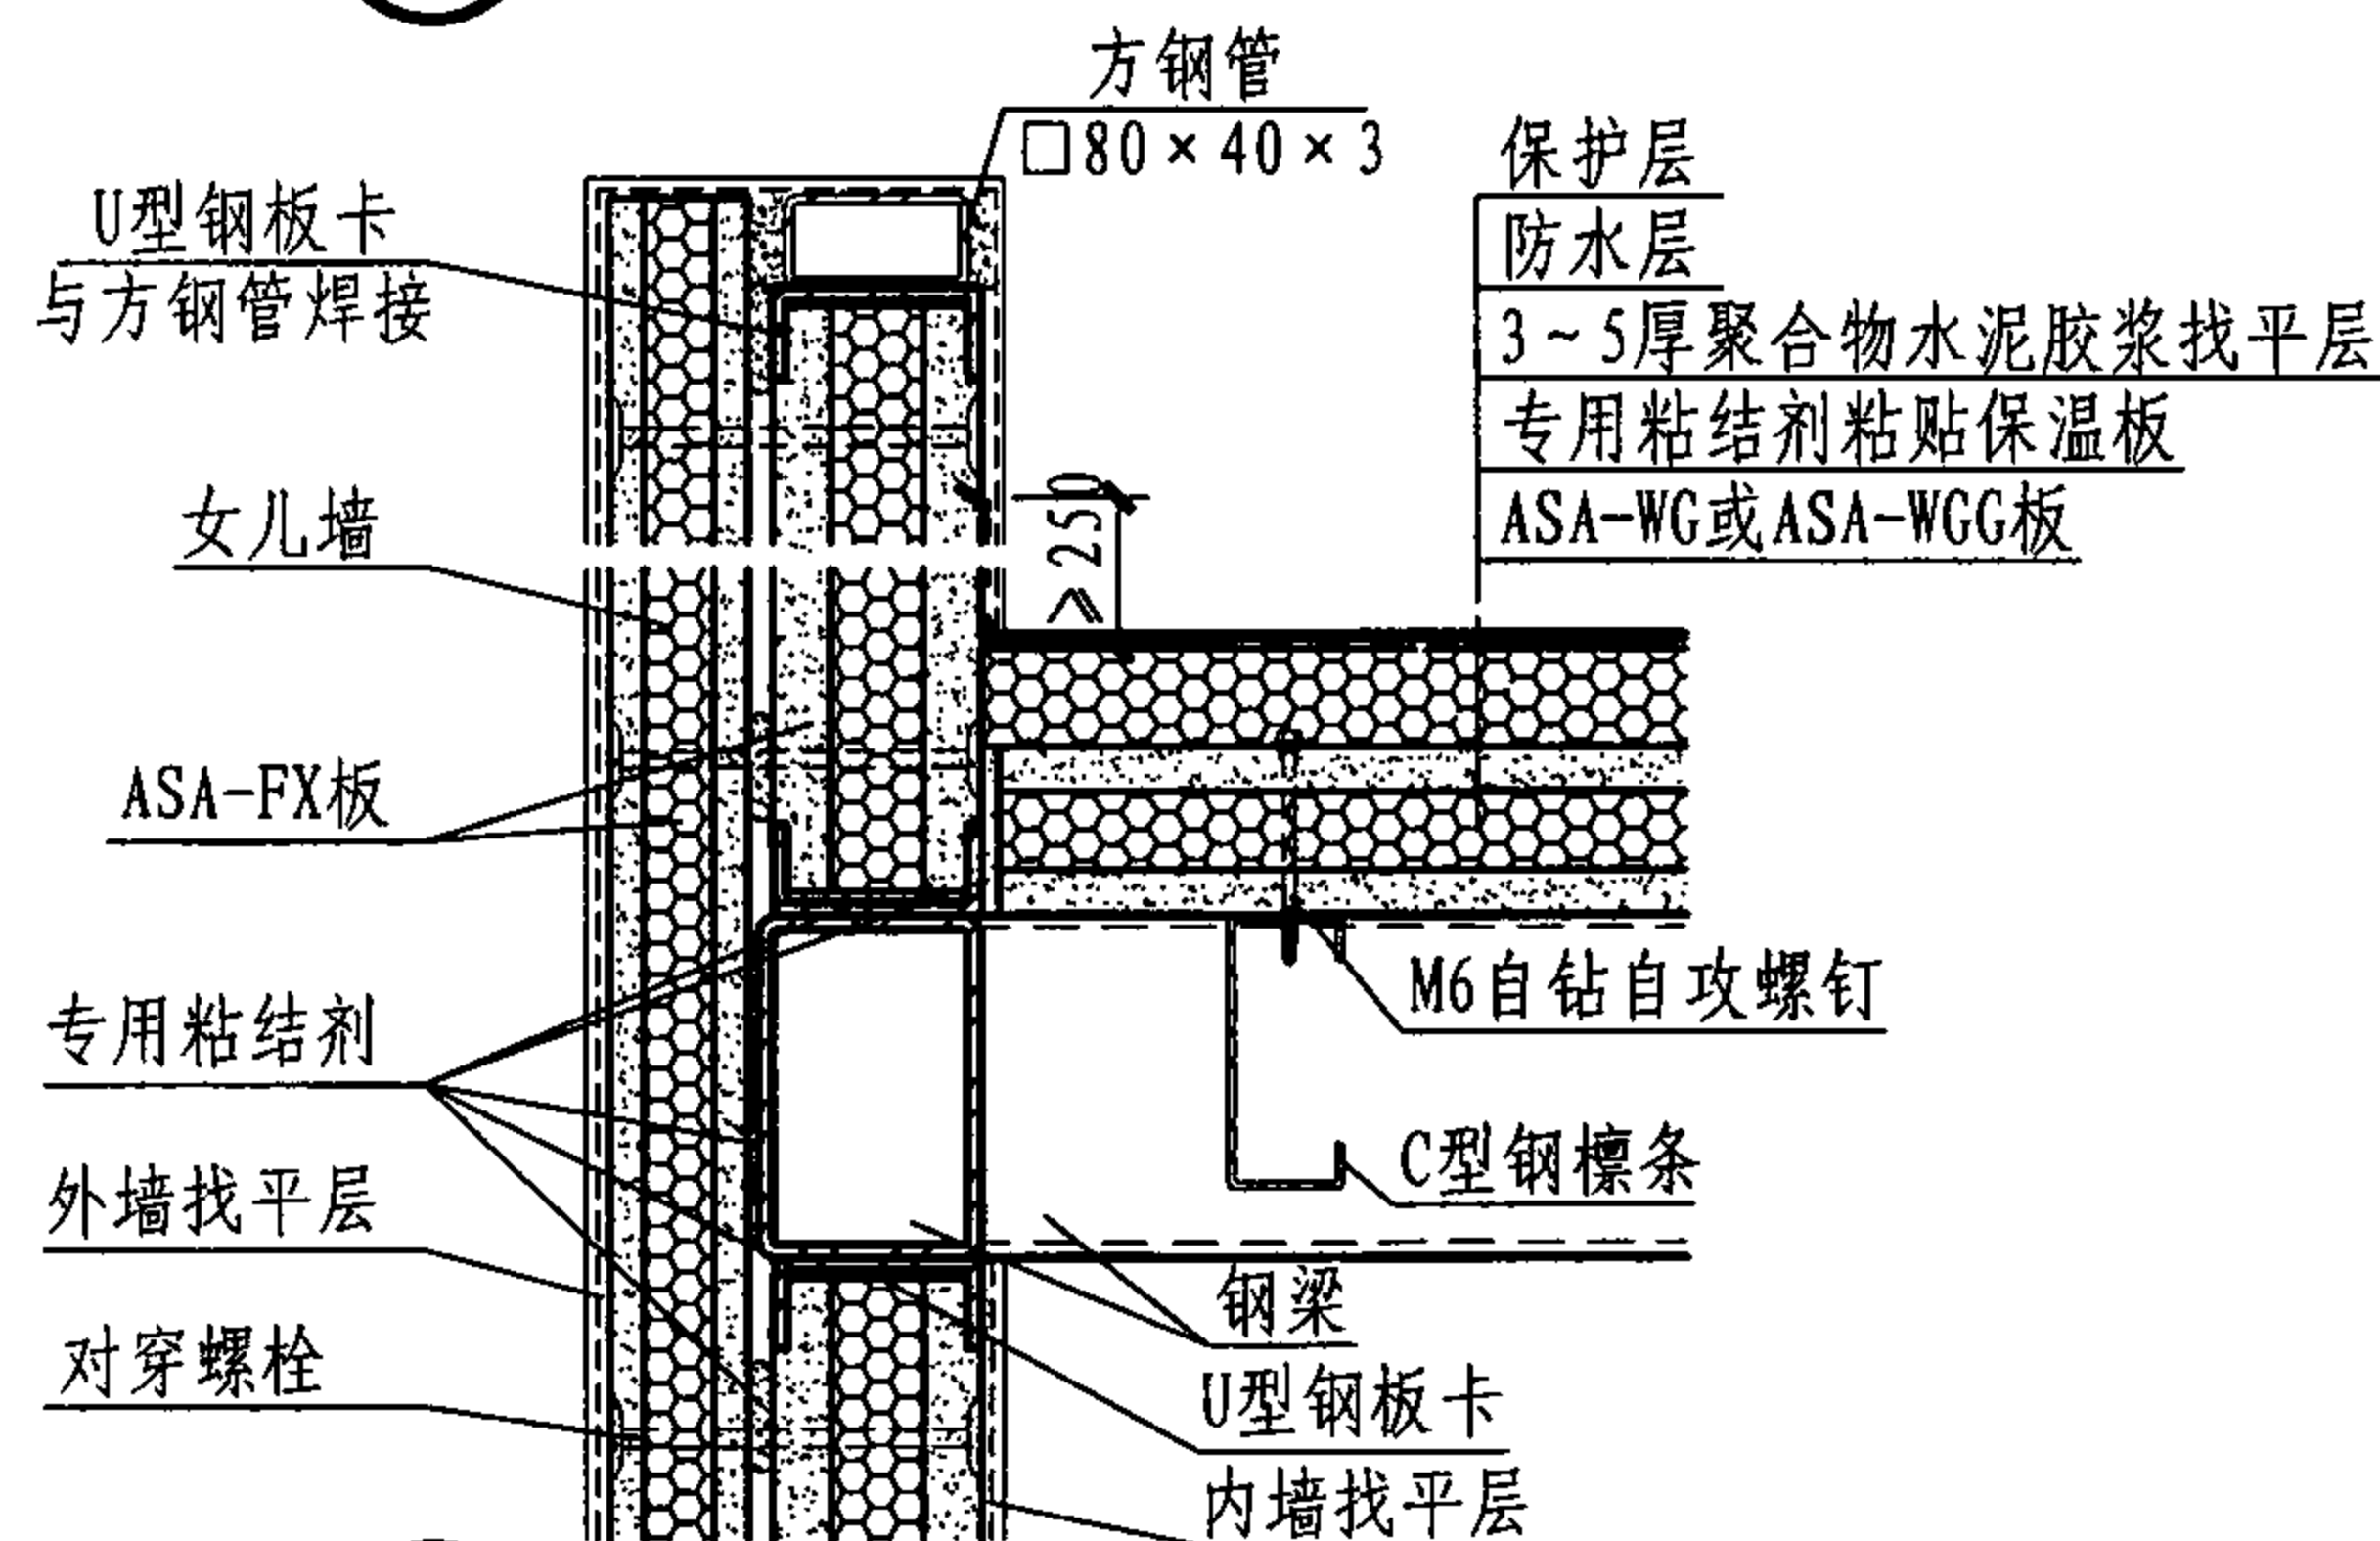 方钢管
□80×40×3
保护层
防水层
3~5厚聚合物水泥胶浆找平层
专用粘结剂粘贴保温板
ASA-WG或ASA-WGG板
U型钢板卡
与方钢管焊接
女儿墙
≥250
ASA-FX板
专用粘结剂
外墙找平层
对穿螺栓
M6自钻自攻螺钉
C型钢檩条
钢梁
U型钢板卡
内墙找平层